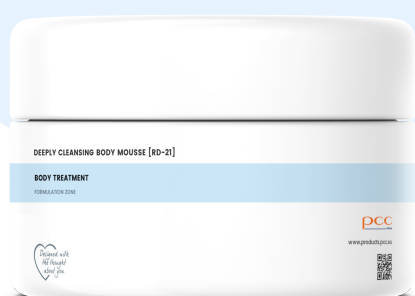 DEEPLY CLEANSING BODY MOUSSE [RD-21]
BODY TREATMENT
FORMULATION ZONE
pcc
www.products.pcc.eu
Designed with
the thought
about you